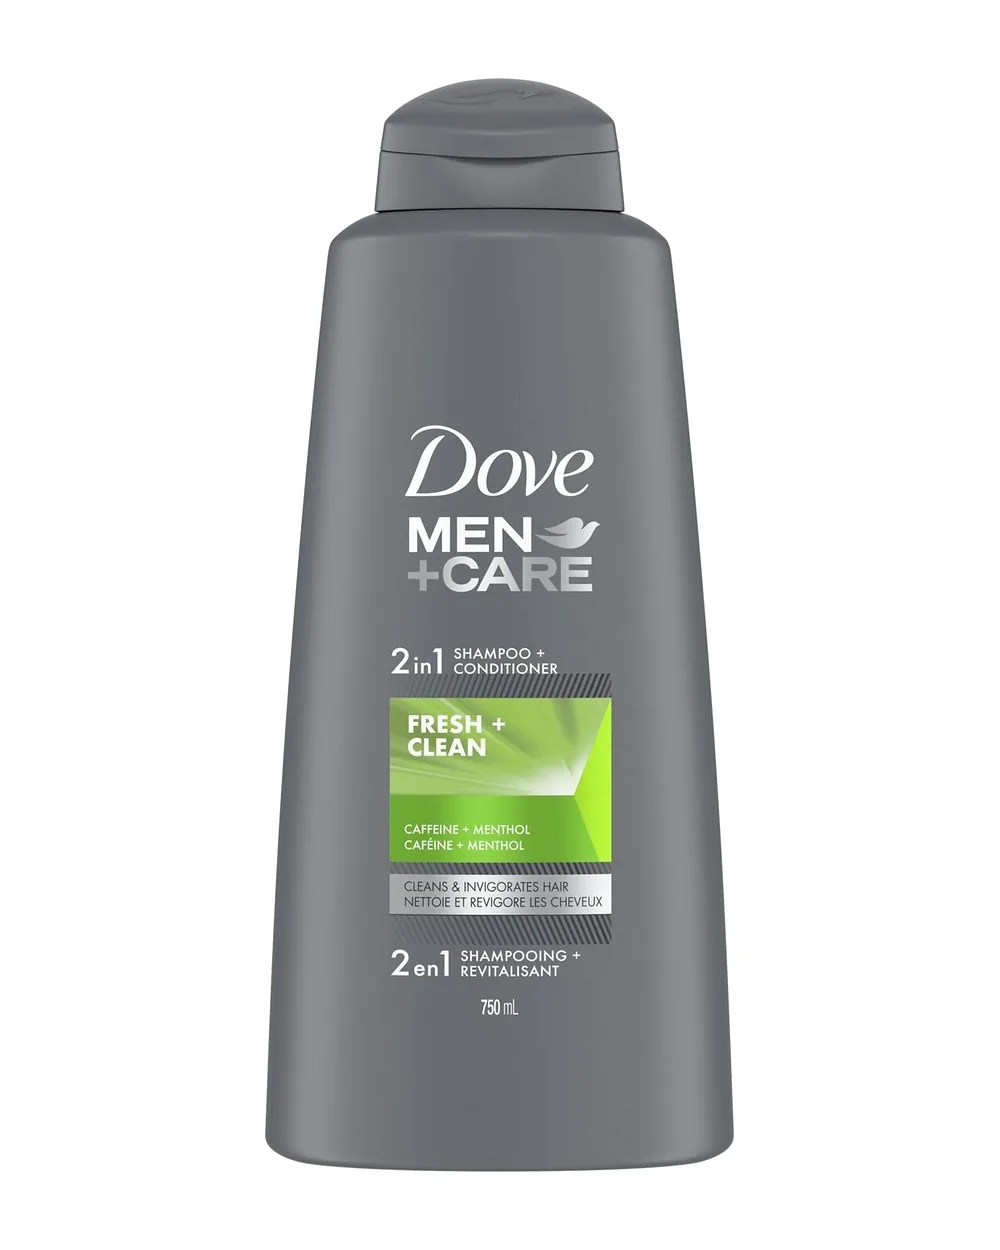 Dove
MEN
+CARE
2in1 SHAMPOO +
CONDITIONER
FRESH +
CLEAN
CAFFEINE + MENTHOL
CAFÉINE + MENTHOL
CLEANS & INVIGORATES HAIR
NETTOIE ET REVIGORE LES CHEVEUX
2en1 SHAMPOOING +
REVITALISANT
750 mL